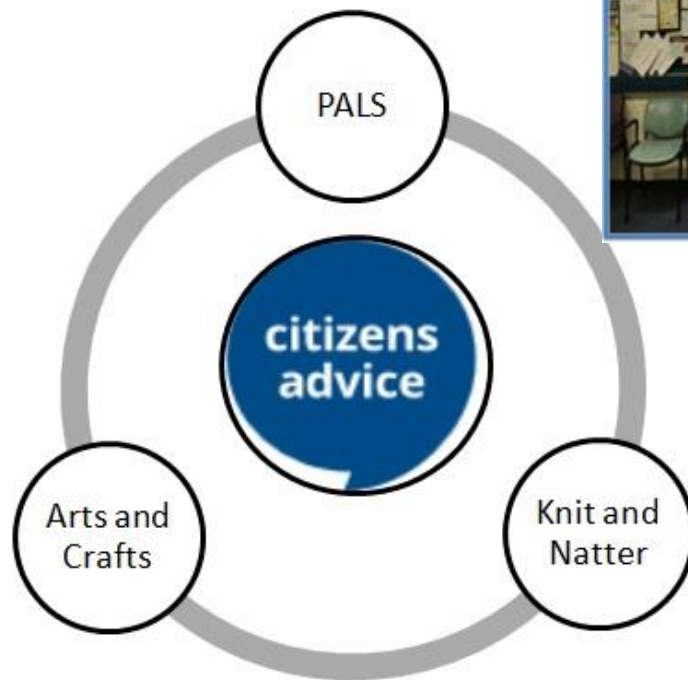 PALS
citizens
advice
Arts and
Crafts
Knit and
Natter